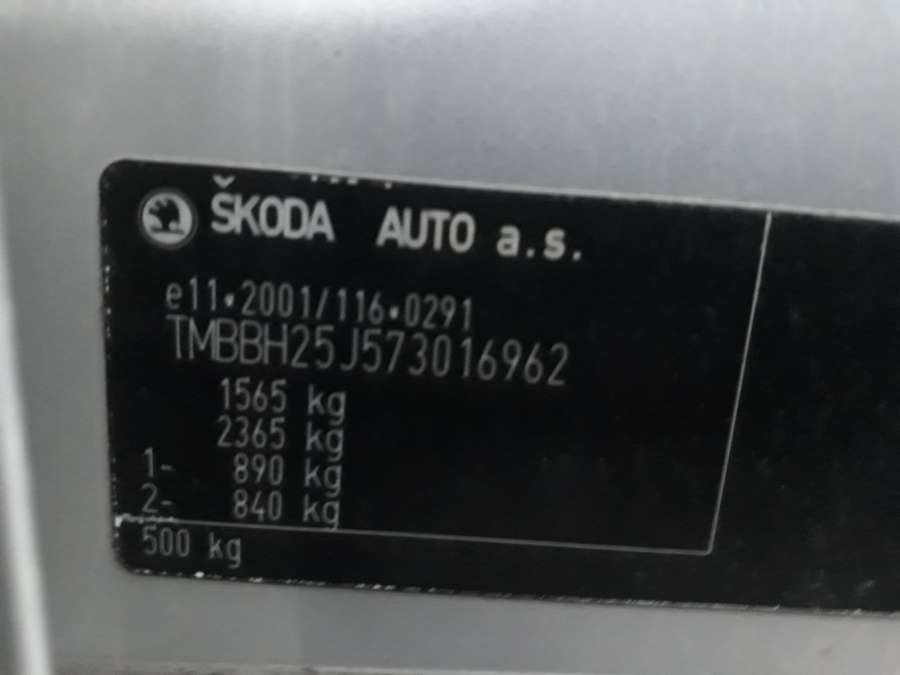 ŠKODA AUTO a.s.
e11*2001/116*0291
TMBBH25J573016962
1565 kg
2365 kg
1- 890 kg
2- 840 kg
500 kg